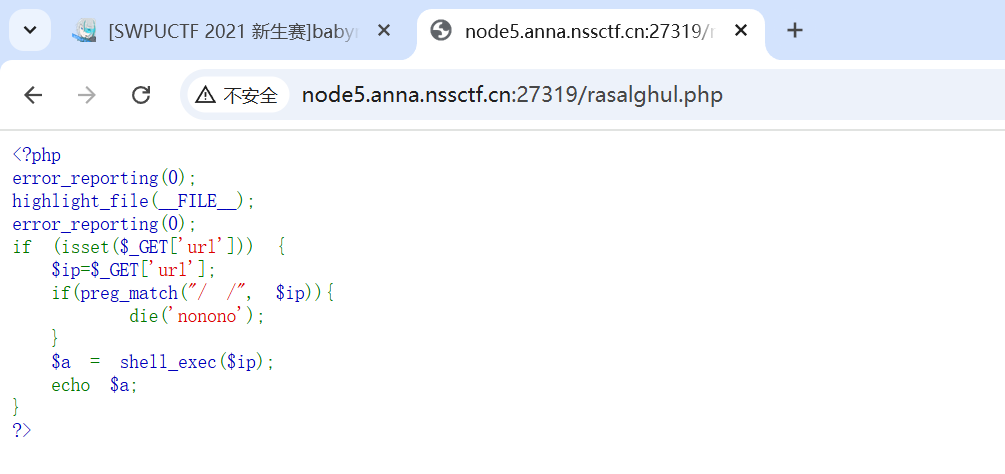 [SWPUCTF 2021 新生赛]baby
node5.anna.nssctf.cn:27319/r
不安全
node5.anna.nssctf.cn:27319/rasalghul.php
<?php
error_reporting(0);
highlight_file(__FILE__);
error_reporting(0);
if (isset($_GET['url'])) {
    $ip=$_GET['url'];
    if(preg_match("/ /", $ip)){
        die('nonono');
    }
    $a = shell_exec($ip);
    echo $a;
}
?>